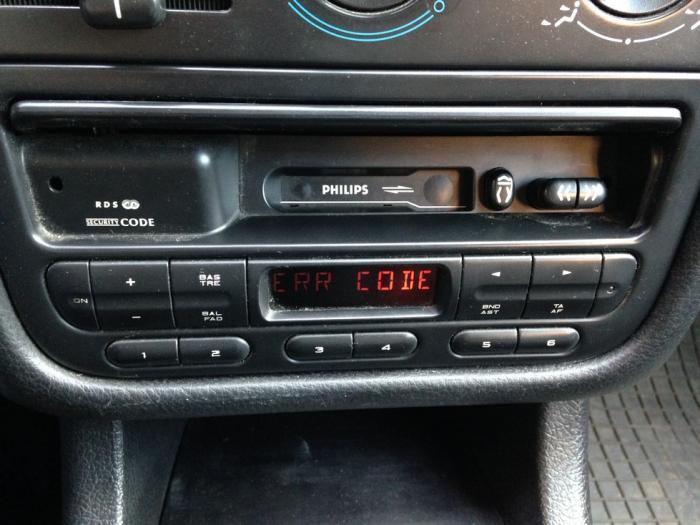 PHILIPS
RDS
SECURITY CODE
ON
+
−
BAS
TRE
BAL
FAD
ERR CODE
BND
AST
TA
AF
1
2
3
4
5
6